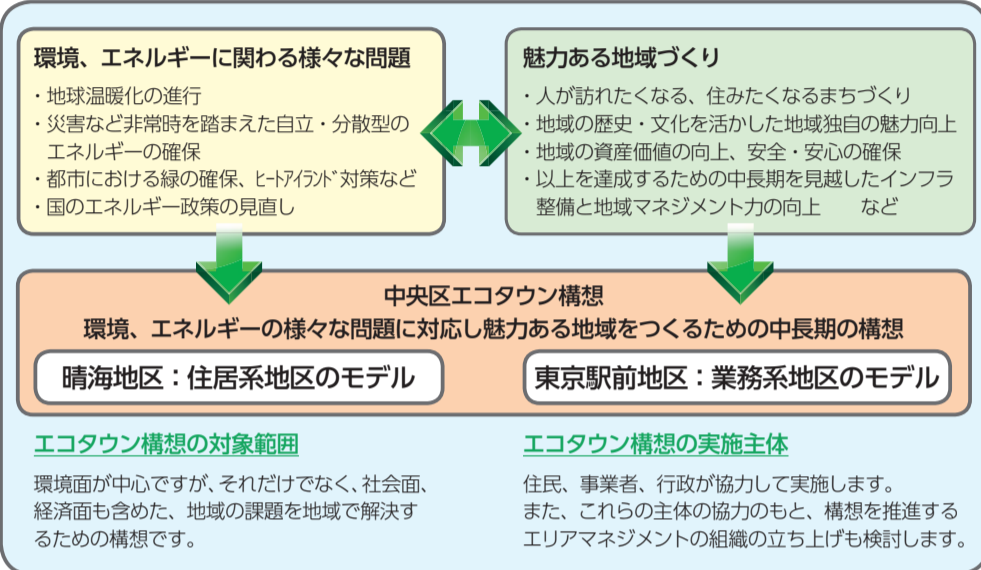 環境、エネルギーに関わる様々な問題
・地球温暖化の進行
・災害など非常時を踏まえた自立・分散型の
エネルギーの確保
・都市における緑の確保、ﾋｰﾄｱｲﾗﾝﾄﾞ対策など
・国のエネルギー政策の見直し
魅力ある地域づくり
・人が訪れたくなる、住みたくなるまちづくり
・地域の歴史・文化を活かした地域独自の魅力向上
・地域の資産価値の向上、安全・安心の確保
・以上を達成するための中長期を見越したインフラ
整備と地域マネジメント力の向上　　など
中央区エコタウン構想
環境、エネルギーの様々な問題に対応し魅力ある地域をつくるための中長期の構想
晴海地区：住居系地区のモデル
東京駅前地区：業務系地区のモデル
エコタウン構想の対象範囲
環境面が中心ですが、それだけでなく、社会面、
経済面も含めた、地域の課題を地域で解決す
るための構想です。
エコタウン構想の実施主体
住民、事業者、行政が協力して実施します。
また、これらの主体の協力のもと、構想を推進する
エリアマネジメントの組織の立ち上げも検討します。